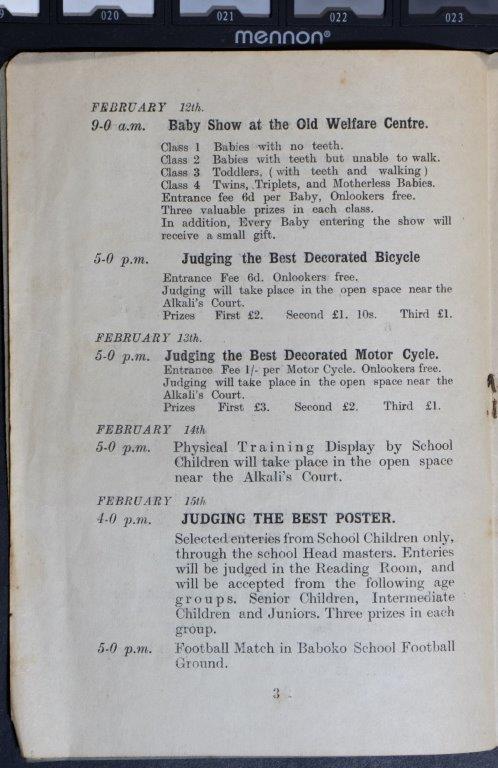 020 021 022 023
mennon®
FEBRUARY 12th.
9-0 a.m. Baby Show at the Old Welfare Centre.
Class 1 Babies with no teeth.
Class 2 Babies with teeth but unable to walk.
Class 3 Toddlers, (with teeth and walking)
Class 4 Twins, Triplets, and Motherless Babies.
Entrance fee 6d per Baby, Onlookers free.
Three valuable prizes in each class.
In addition, Every Baby entering the show will
receive a small gift.
5-0 p.m. Judging the Best Decorated Bicycle
Entrance Fee 6d. Onlookers free.
Judging will take place in the open space near the
Alkali's Court.
Prizes First £2. Second £1. 10s. Third £1.
FEBRUARY 13th.
5-0 p.m. Judging the Best Decorated Motor Cycle.
Entrance Fee 1/- per Motor Cycle. Onlookers free.
Judging will take place in the open space near the
Alkali's Court.
Prizes First £3. Second £2. Third £1.
FEBRUARY 14th
5-0 p.m. Physical Training Display by School
Children will take place in the open space
near the Alkali's Court.
FEBRUARY 15th
4-0 p.m. JUDGING THE BEST POSTER.
Selected enteries from School Children only,
through the school Head masters. Enteries
will be judged in the Reading Room, and
will be accepted from the following age
groups. Senior Children, Intermediate
Children and Juniors. Three prizes in each
group.
5-0 p.m. Football Match in Baboko School Football
Ground.
3